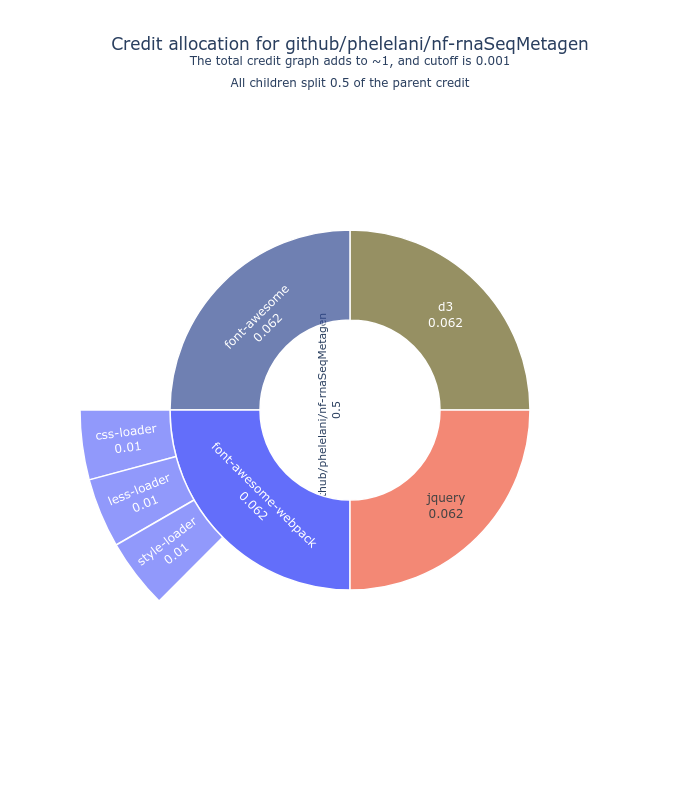 Credit allocation for github/phelelani/nf-rnaSeqMetagen
The total credit graph adds to ~1, and cutoff is 0.001
All children split 0.5 of the parent credit
font-awesome
0.062
d3
0.062
hub/phelelani/nf-rnaSeqMetagen
0.5
css-loader
0.01
less-loader
0.01
style-loader
0.01
font-awesome-webpack
0.062
jquery
0.062